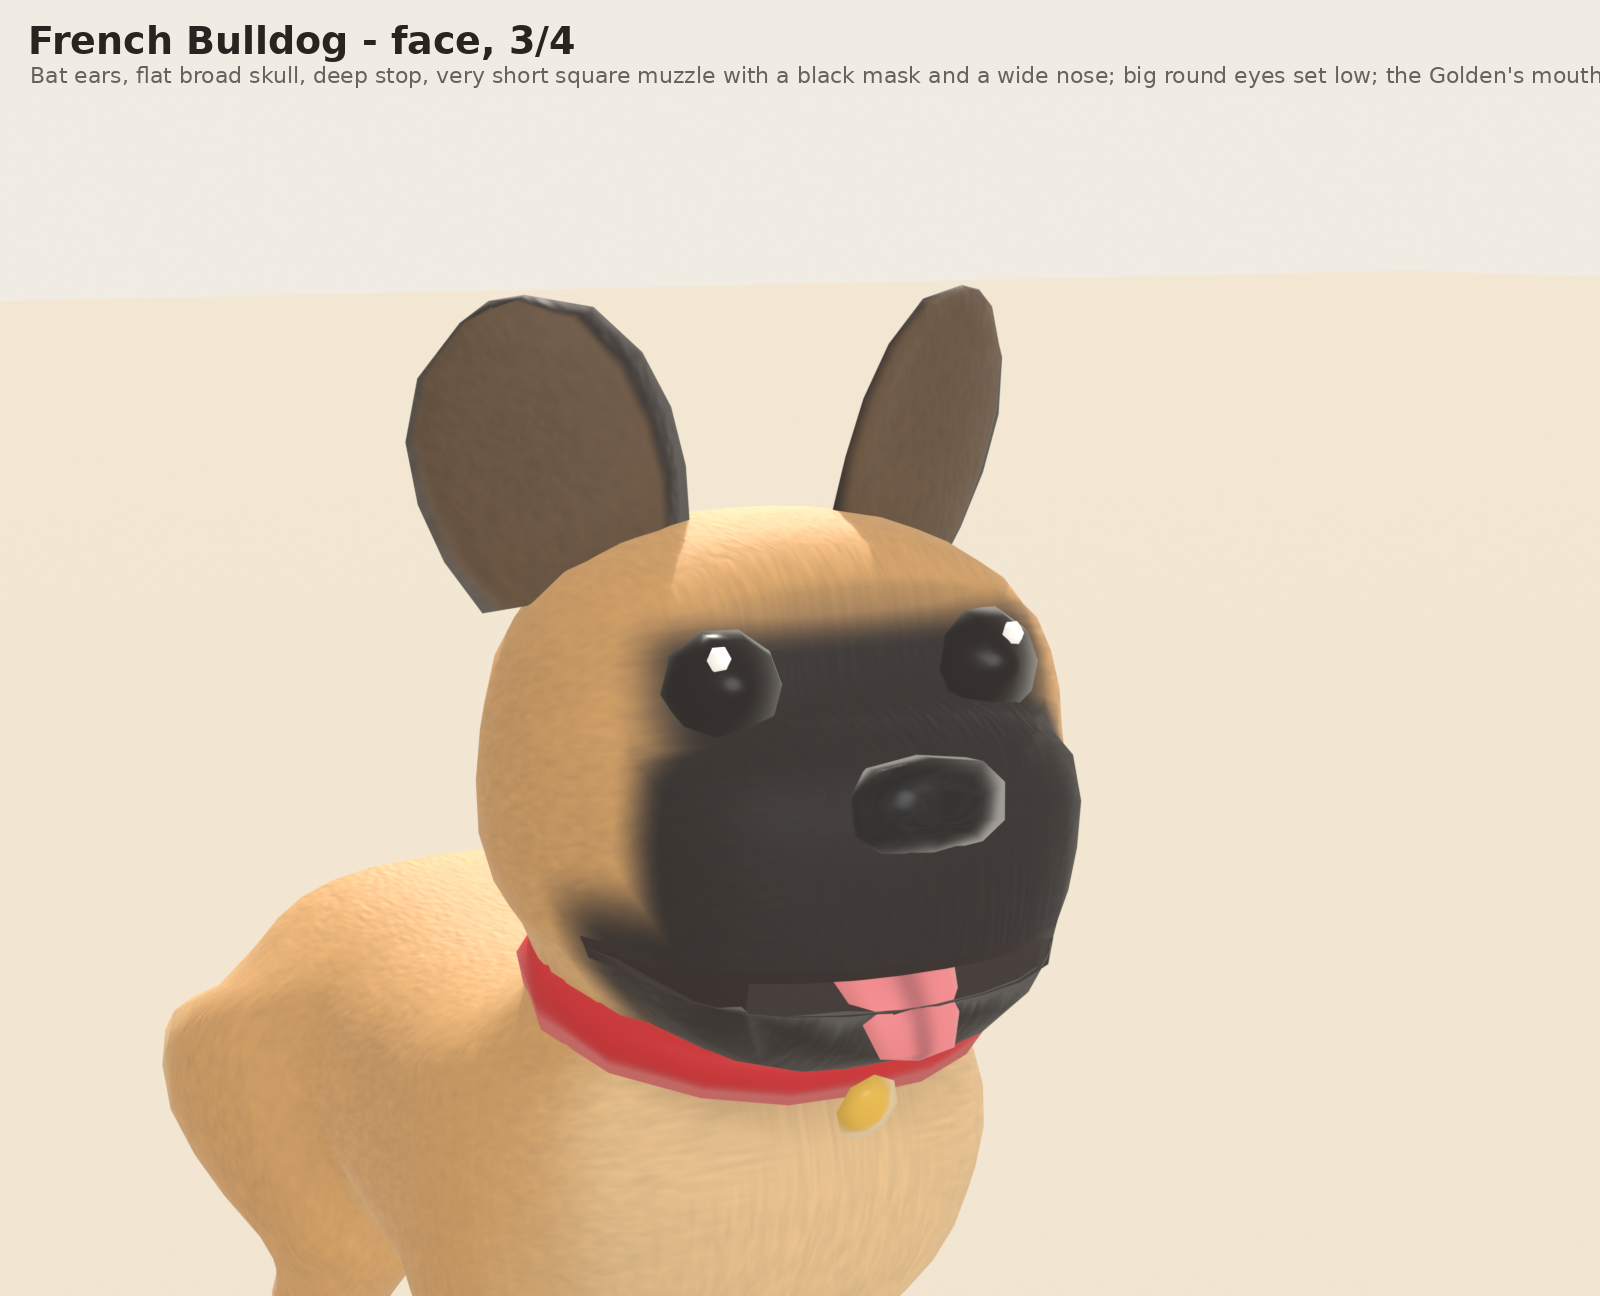 French Bulldog - face, 3/4
Bat ears, flat broad skull, deep stop, very short square muzzle with a black mask and a wide nose; big round eyes set low; the Golden's mouth